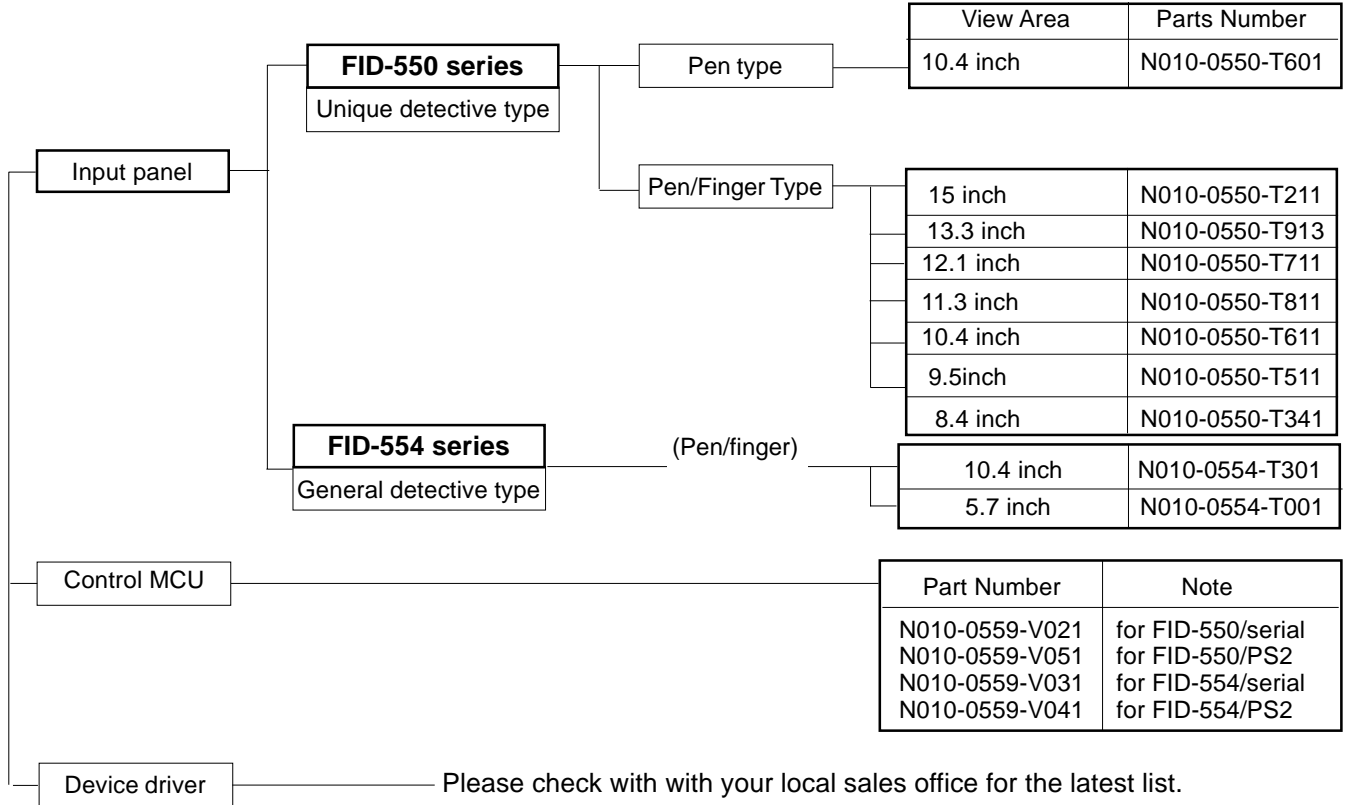 View Area Parts Number
10.4 inch N010-0550-T601
FID-550 series
Unique detective type
Pen type
Input panel
Pen/Finger Type
15 inch N010-0550-T211
13.3 inch N010-0550-T913
12.1 inch N010-0550-T711
11.3 inch N010-0550-T811
10.4 inch N010-0550-T611
9.5inch N010-0550-T511
8.4 inch N010-0550-T341
FID-554 series
General detective type
(Pen/finger)
10.4 inch N010-0554-T301
5.7 inch N010-0554-T001
Control MCU
Part Number Note
N010-0559-V021 for FID-550/serial
N010-0559-V051 for FID-550/PS2
N010-0559-V031 for FID-554/serial
N010-0559-V041 for FID-554/PS2
Device driver
Please check with with your local sales office for the latest list.